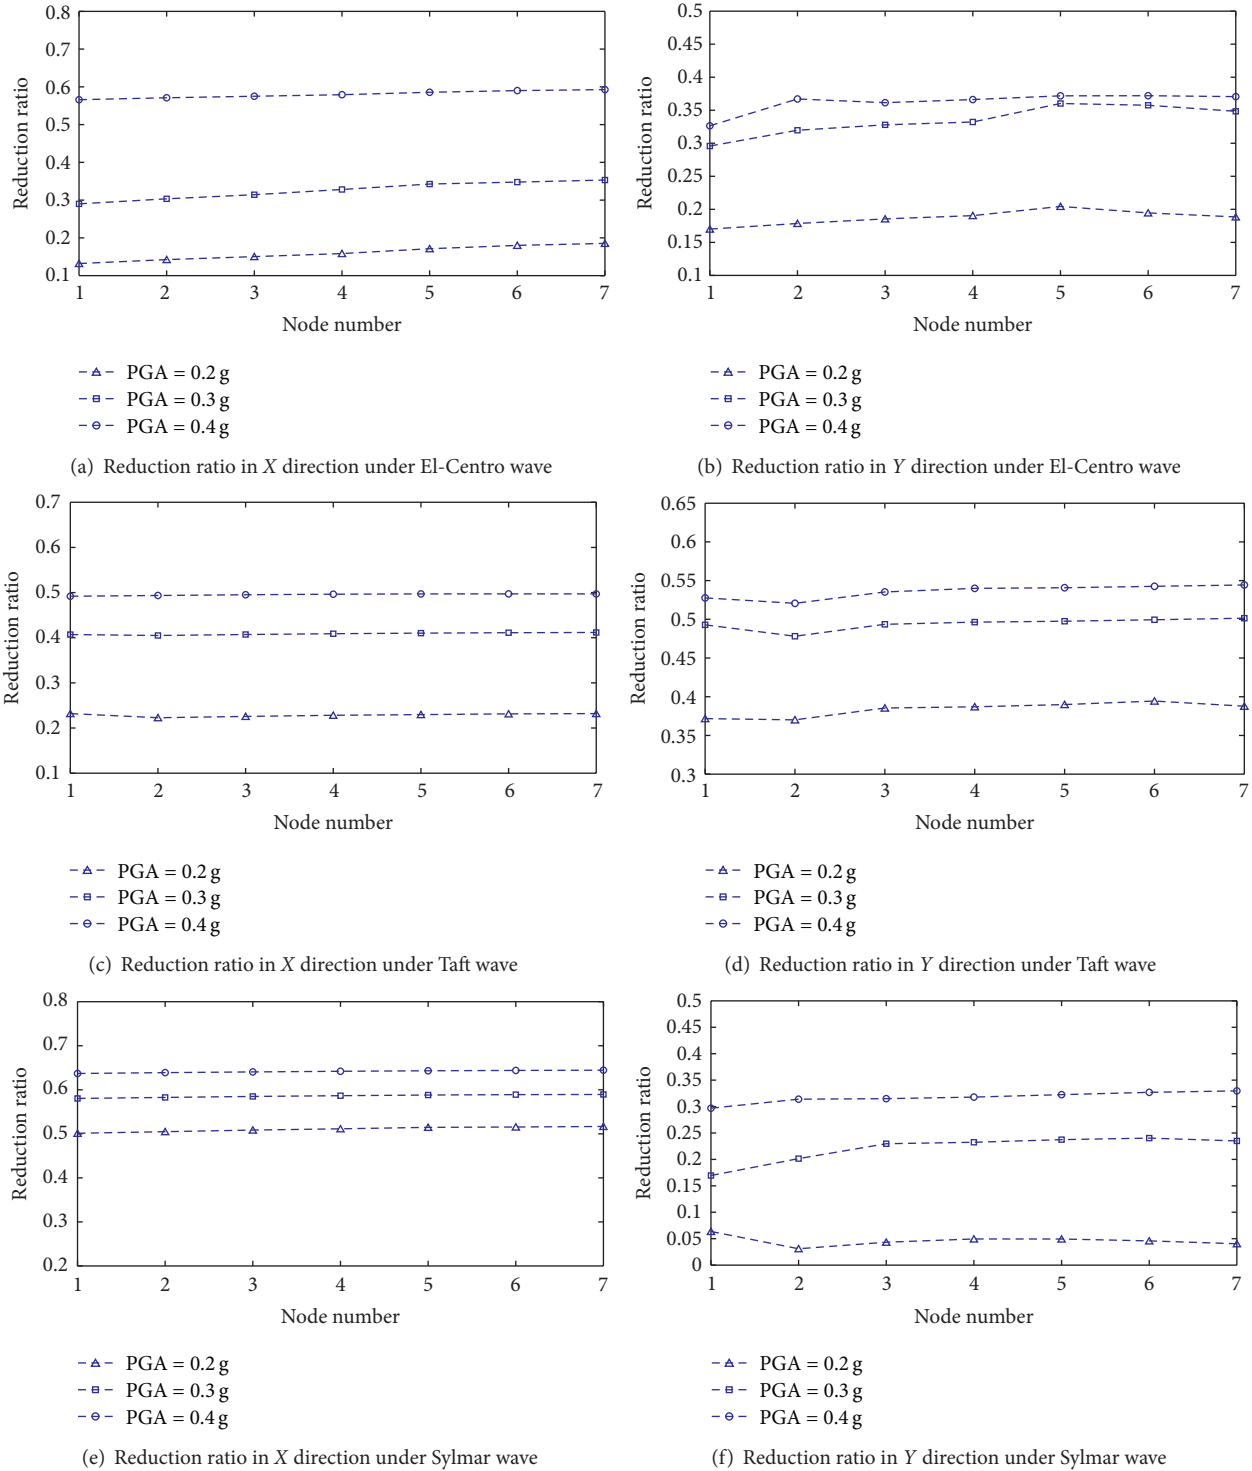 0.8
0.7
0.6
0.5
0.4
0.3
0.2
0.1
Reduction ratio
1 2 3 4 5 6 7
Node number
PGA = 0.2 g
PGA = 0.3 g
PGA = 0.4 g
(a) Reduction ratio in X direction under El-Centro wave
0.5
0.45
0.4
0.35
0.3
0.25
0.2
0.15
0.1
Reduction ratio
1 2 3 4 5 6 7
Node number
PGA = 0.2 g
PGA = 0.3 g
PGA = 0.4 g
(b) Reduction ratio in Y direction under El-Centro wave
0.7
0.6
0.5
0.4
0.3
0.2
0.1
Reduction ratio
1 2 3 4 5 6 7
Node number
PGA = 0.2 g
PGA = 0.3 g
PGA = 0.4 g
(c) Reduction ratio in X direction under Taft wave
0.65
0.6
0.55
0.5
0.45
0.4
0.35
0.3
Reduction ratio
1 2 3 4 5 6 7
Node number
PGA = 0.2 g
PGA = 0.3 g
PGA = 0.4 g
(d) Reduction ratio in Y direction under Taft wave
0.8
0.7
0.6
0.5
0.4
0.3
0.2
Reduction ratio
1 2 3 4 5 6 7
Node number
PGA = 0.2 g
PGA = 0.3 g
PGA = 0.4 g
(e) Reduction ratio in X direction under Sylmar wave
0.5
0.45
0.4
0.35
0.3
0.25
0.2
0.15
0.1
0.05
0
Reduction ratio
1 2 3 4 5 6 7
Node number
PGA = 0.2 g
PGA = 0.3 g
PGA = 0.4 g
(f) Reduction ratio in Y direction under Sylmar wave